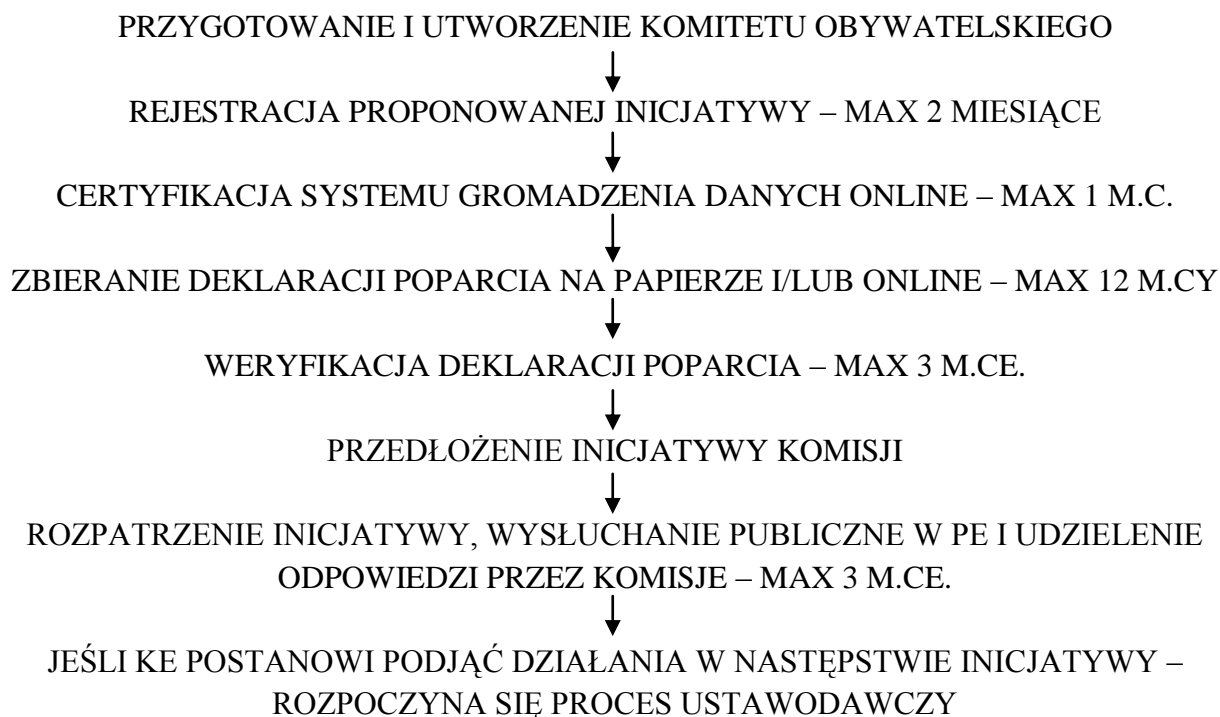 PRZYGOTOWANIE I UTWORZENIE KOMITETU OBYWATELSKIEGO
REJESTRACJA PROPONOWANEJ INICJATYWY – MAX 2 MIESIĄCE
CERTYFIKACJA SYSTEMU GROMADZENIA DANYCH ONLINE – MAX 1 M.C.
ZBIERANIE DEKLARACJI POPARCIA NA PAPIERZE I/LUB ONLINE – MAX 12 M.CY
WERYFIKACJA DEKLARACJI POPARCIA – MAX 3 M.CE.
PRZEDŁOŻENIE INICJATYWY KOMISJI
ROZPATRZENIE INICJATYWY, WYSŁUCHANIE PUBLICZNE W PE I UDZIELENIE
ODPOWIEDZI PRZEZ KOMISJE – MAX 3 M.CE.
JEŚLI KE POSTANOWI PODJĄĆ DZIAŁANIA W NASTĘPSTWIE INICJATYWY –
ROZPOCZYNA SIĘ PROCES USTAWODAWCZY